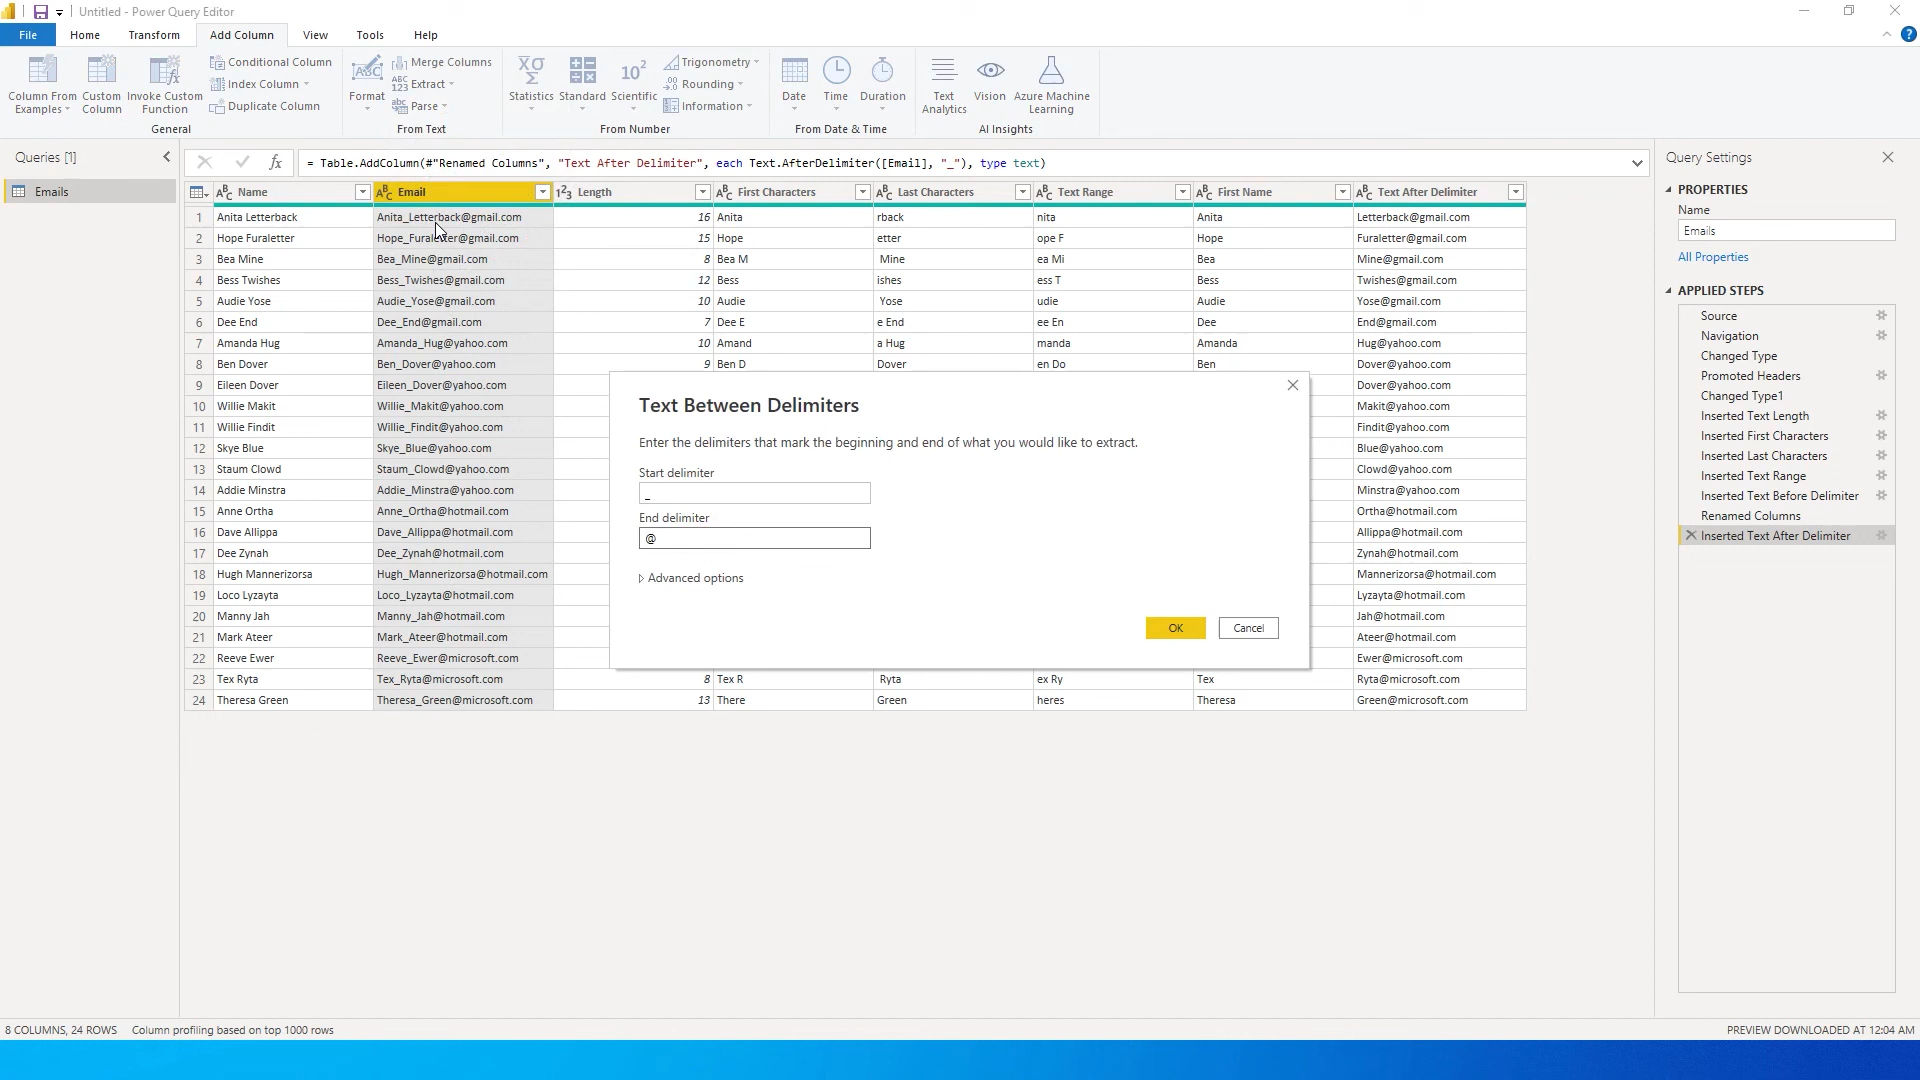 Untitled - Power Query Editor
File Home Transform Add Column View Tools Help
Column From Examples
Custom Column
Invoke Custom Function
Conditional Column
Index Column
Duplicate Column
General
Format
Merge Columns
Extract
Parse
From Text
Statistics
Standard
Scientific
Trigonometry
Rounding
Information
From Number
Date
Time
Duration
From Date & Time
Text Analytics
Vision
Azure Machine Learning
AI Insights
Queries [1]
Emails
= Table.AddColumn(#"Renamed Columns", "Text After Delimiter", each Text.AfterDelimiter([Email], "_"), type text)
Name Email Length First Characters Last Characters Text Range First Name Text After Delimiter
1 Anita Letterback Anita_Letterback@gmail.com 16 Anita rback nita Anita Letterback@gmail.com
2 Hope Furaletter Hope_Furaletter@gmail.com 15 Hope etter ope F Hope Furaletter@gmail.com
3 Bea Mine Bea_Mine@gmail.com 8 Bea M Mine ea Mi Bea Mine@gmail.com
4 Bess Twishes Bess_Twishes@gmail.com 12 Bess ishes ess T Bess Twishes@gmail.com
5 Audie Yose Audie_Yose@gmail.com 10 Audie Yose udie Audie Yose@gmail.com
6 Dee End Dee_End@gmail.com 7 Dee E e End ee En Dee End@gmail.com
7 Amanda Hug Amanda_Hug@yahoo.com 10 Amand a Hug manda Amanda Hug@yahoo.com
8 Ben Dover Ben_Dover@yahoo.com 9 Ben D Dover en Do Ben Dover@yahoo.com
9 Eileen Dover Eileen_Dover@yahoo.com Dover@yahoo.com
10 Willie Makit Willie_Makit@yahoo.com Makit@yahoo.com
11 Willie Findit Willie_Findit@yahoo.com Findit@yahoo.com
12 Skye Blue Skye_Blue@yahoo.com Blue@yahoo.com
13 Staum Clowd Staum_Clowd@yahoo.com Clowd@yahoo.com
14 Addie Minstra Addie_Minstra@yahoo.com Minstra@yahoo.com
15 Anne Ortha Anne_Ortha@hotmail.com Ortha@hotmail.com
16 Dave Allippa Dave_Allippa@hotmail.com Allippa@hotmail.com
17 Dee Zynah Dee_Zynah@hotmail.com Zynah@hotmail.com
18 Hugh Mannerizorsa Hugh_Mannerizorsa@hotmail.com Mannerizorsa@hotmail.com
19 Loco Lyzayta Loco_Lyzayta@hotmail.com Lyzayta@hotmail.com
20 Manny Jah Manny_Jah@hotmail.com Jah@hotmail.com
21 Mark Ateer Mark_Ateer@hotmail.com Ateer@hotmail.com
22 Reeve Ewer Reeve_Ewer@microsoft.com Ewer@microsoft.com
23 Tex Ryta Tex_Ryta@microsoft.com 8 Tex R Ryta ex Ry Tex Ryta@microsoft.com
24 Theresa Green Theresa_Green@microsoft.com 13 There Green heres Theresa Green@microsoft.com
Text Between Delimiters
Enter the delimiters that mark the beginning and end of what you would like to extract.
Start delimiter
_
End delimiter
@
Advanced options
OK Cancel
Query Settings
PROPERTIES
Name
Emails
All Properties
APPLIED STEPS
Source
Navigation
Changed Type
Promoted Headers
Changed Type1
Inserted Text Length
Inserted First Characters
Inserted Last Characters
Inserted Text Range
Inserted Text Before Delimiter
Renamed Columns
Inserted Text After Delimiter
8 COLUMNS, 24 ROWS Column profiling based on top 1000 rows
PREVIEW DOWNLOADED AT 12:04 AM